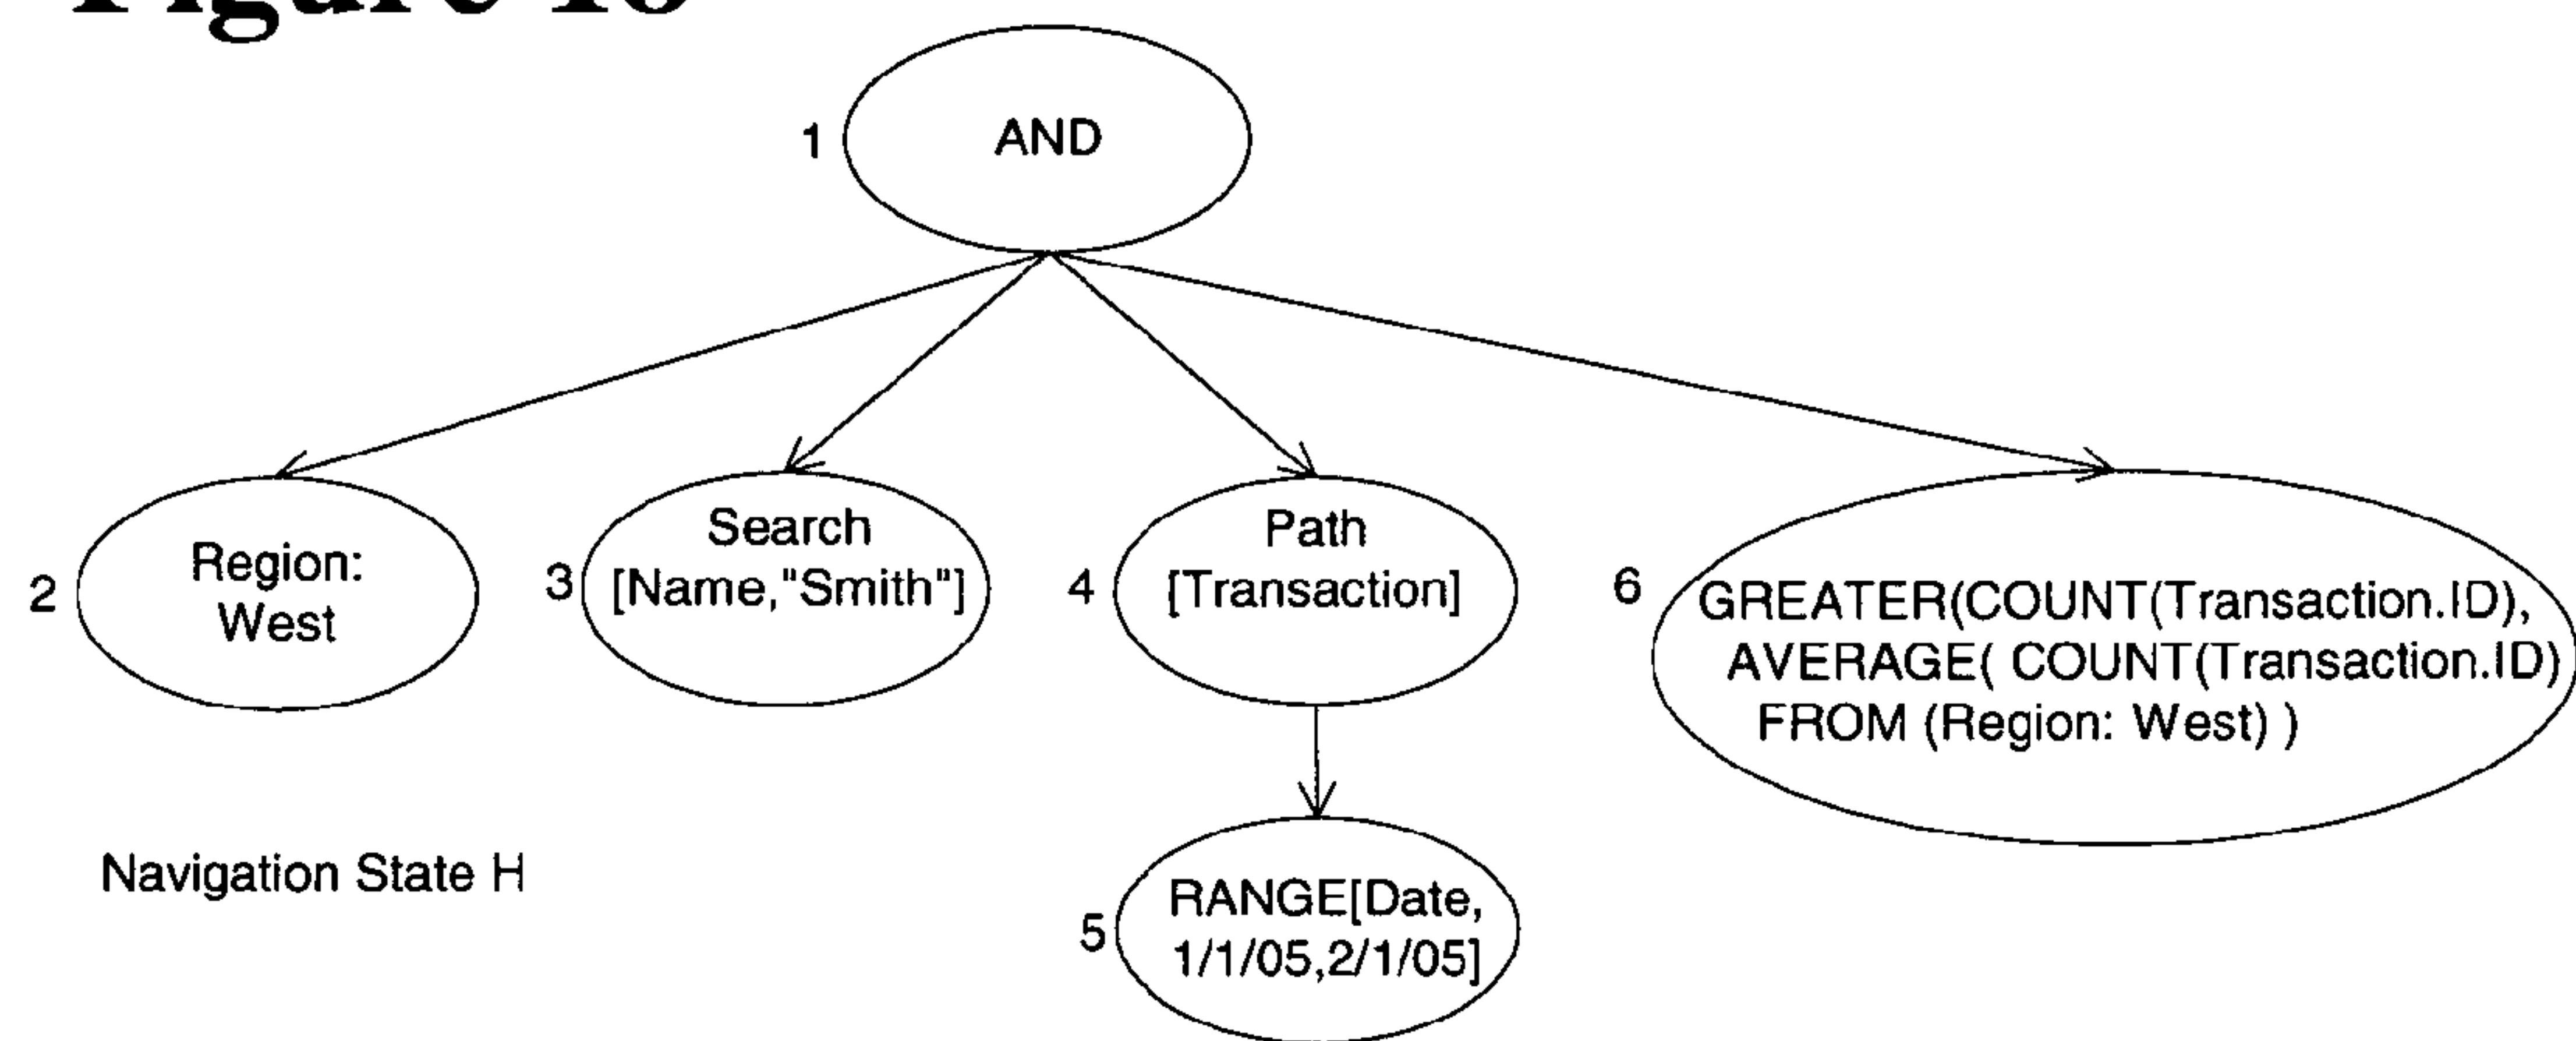 1
AND
2
Region:
West
3
Search
[Name,"Smith"]
4
Path
[Transaction]
6
GREATER(COUNT(Transaction.ID),
AVERAGE( COUNT(Transaction.ID)
FROM (Region: West) )
Navigation State H
5
RANGE[Date,
1/1/05,2/1/05]